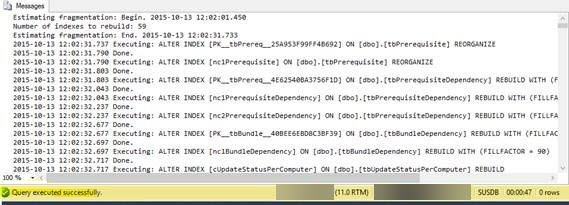 Messages
Estimating fragmentation: Begin. 2015-10-13 12:02:01.450
Number of indexes to rebuild: 59
Estimating fragmentation: End. 2015-10-13 12:02:31.733
2015-10-13 12:02:31.737 Executing: ALTER INDEX [PK__tbPrereq__25A953F99FF4B692] ON [dbo].[tbPrerequisite] REORGANIZE
2015-10-13 12:02:31.790 Done.
2015-10-13 12:02:31.790 Executing: ALTER INDEX [nc1Prerequisite] ON [dbo].[tbPrerequisite] REORGANIZE
2015-10-13 12:02:31.803 Done.
2015-10-13 12:02:31.803 Executing: ALTER INDEX [PK__tbPrereq__4E62540BA3756F1D] ON [dbo].[tbPrerequisiteDependency] REBUILD WITH (F
2015-10-13 12:02:32.043 Done.
2015-10-13 12:02:32.043 Executing: ALTER INDEX [nc1PrerequisiteDependency] ON [dbo].[tbPrerequisiteDependency] REBUILD WITH (FILLFA
2015-10-13 12:02:32.237 Done.
2015-10-13 12:02:32.237 Executing: ALTER INDEX [nc2PrerequisiteDependency] ON [dbo].[tbPrerequisiteDependency] REBUILD WITH (FILLFA
2015-10-13 12:02:32.677 Done.
2015-10-13 12:02:32.677 Executing: ALTER INDEX [PK__tbBundle__40BEE6EBDBC3BF39] ON [dbo].[tbBundleDependency] REBUILD WITH (FILLFAC
2015-10-13 12:02:32.697 Done.
2015-10-13 12:02:32.697 Executing: ALTER INDEX [nc1BundleDependency] ON [dbo].[tbBundleDependency] REBUILD WITH (FILLFACTOR = 90)
2015-10-13 12:02:32.717 Done.
2015-10-13 12:02:32.717 Executing: ALTER INDEX [cUpdateStatusPerComputer] ON [dbo].[tbUpdateStatusPerComputer] REBUILD
100 %
Query executed successfully. (11.0 RTM) SUSDB 00:00:47 0 rows